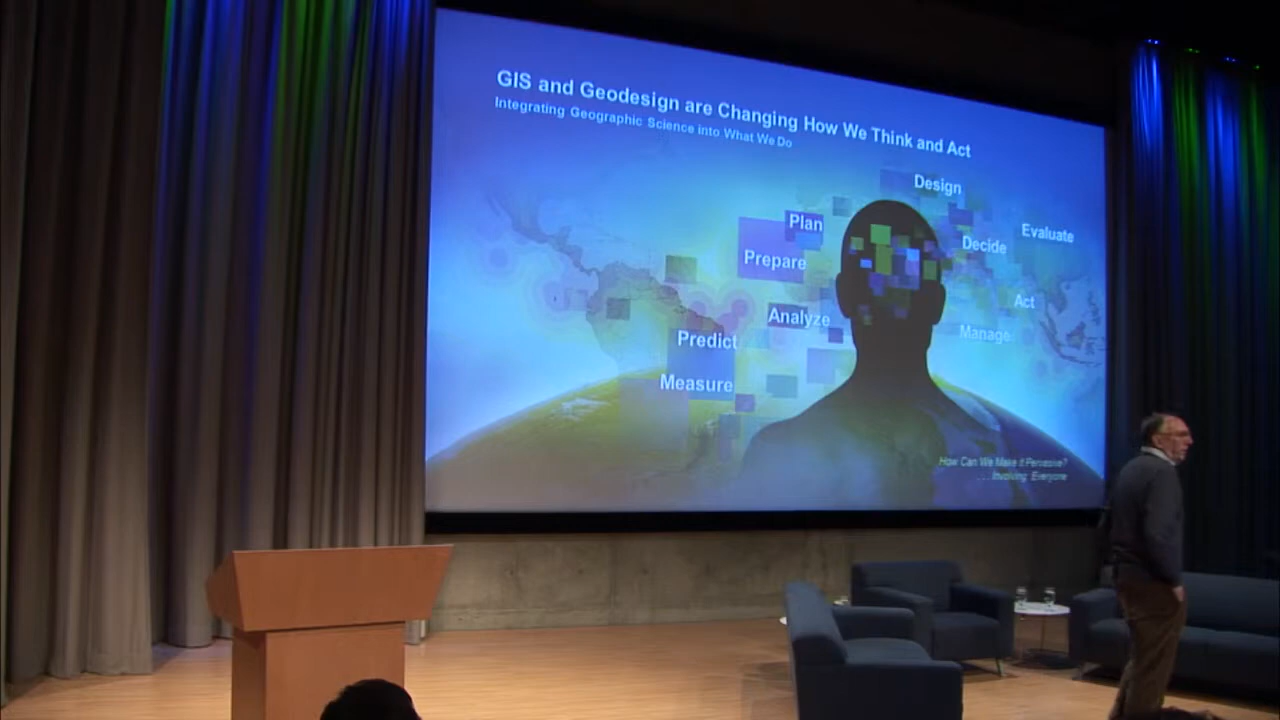 GIS and Geodesign are Changing How We Think and Act
Integrating Geographic Science into What We Do
Design
Plan
Evaluate
Decide
Prepare
Act
Analyze
Manage
Predict
Measure
How Can We Make it Pervasive?
. . . Involving Everyone